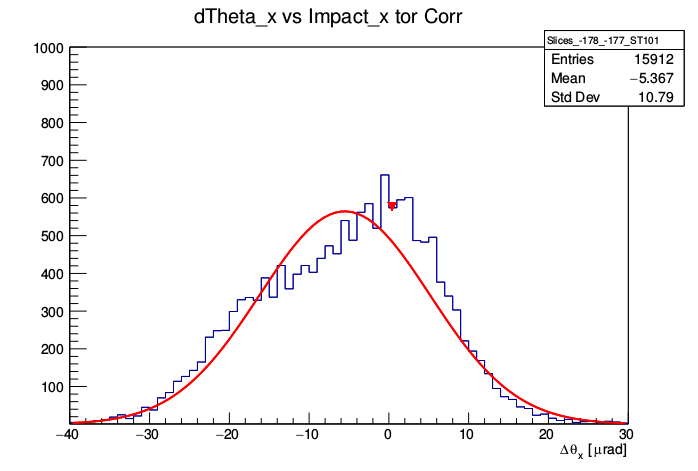 dTheta_x vs Impact_x tor Corr
Slices_-178_-177_ST101
Entries 15912
Mean −5.367
Std Dev 10.79
1000
900
800
700
600
500
400
300
200
100
−40 −30 −20 −10 0 10 20 30
Δθx [μrad]